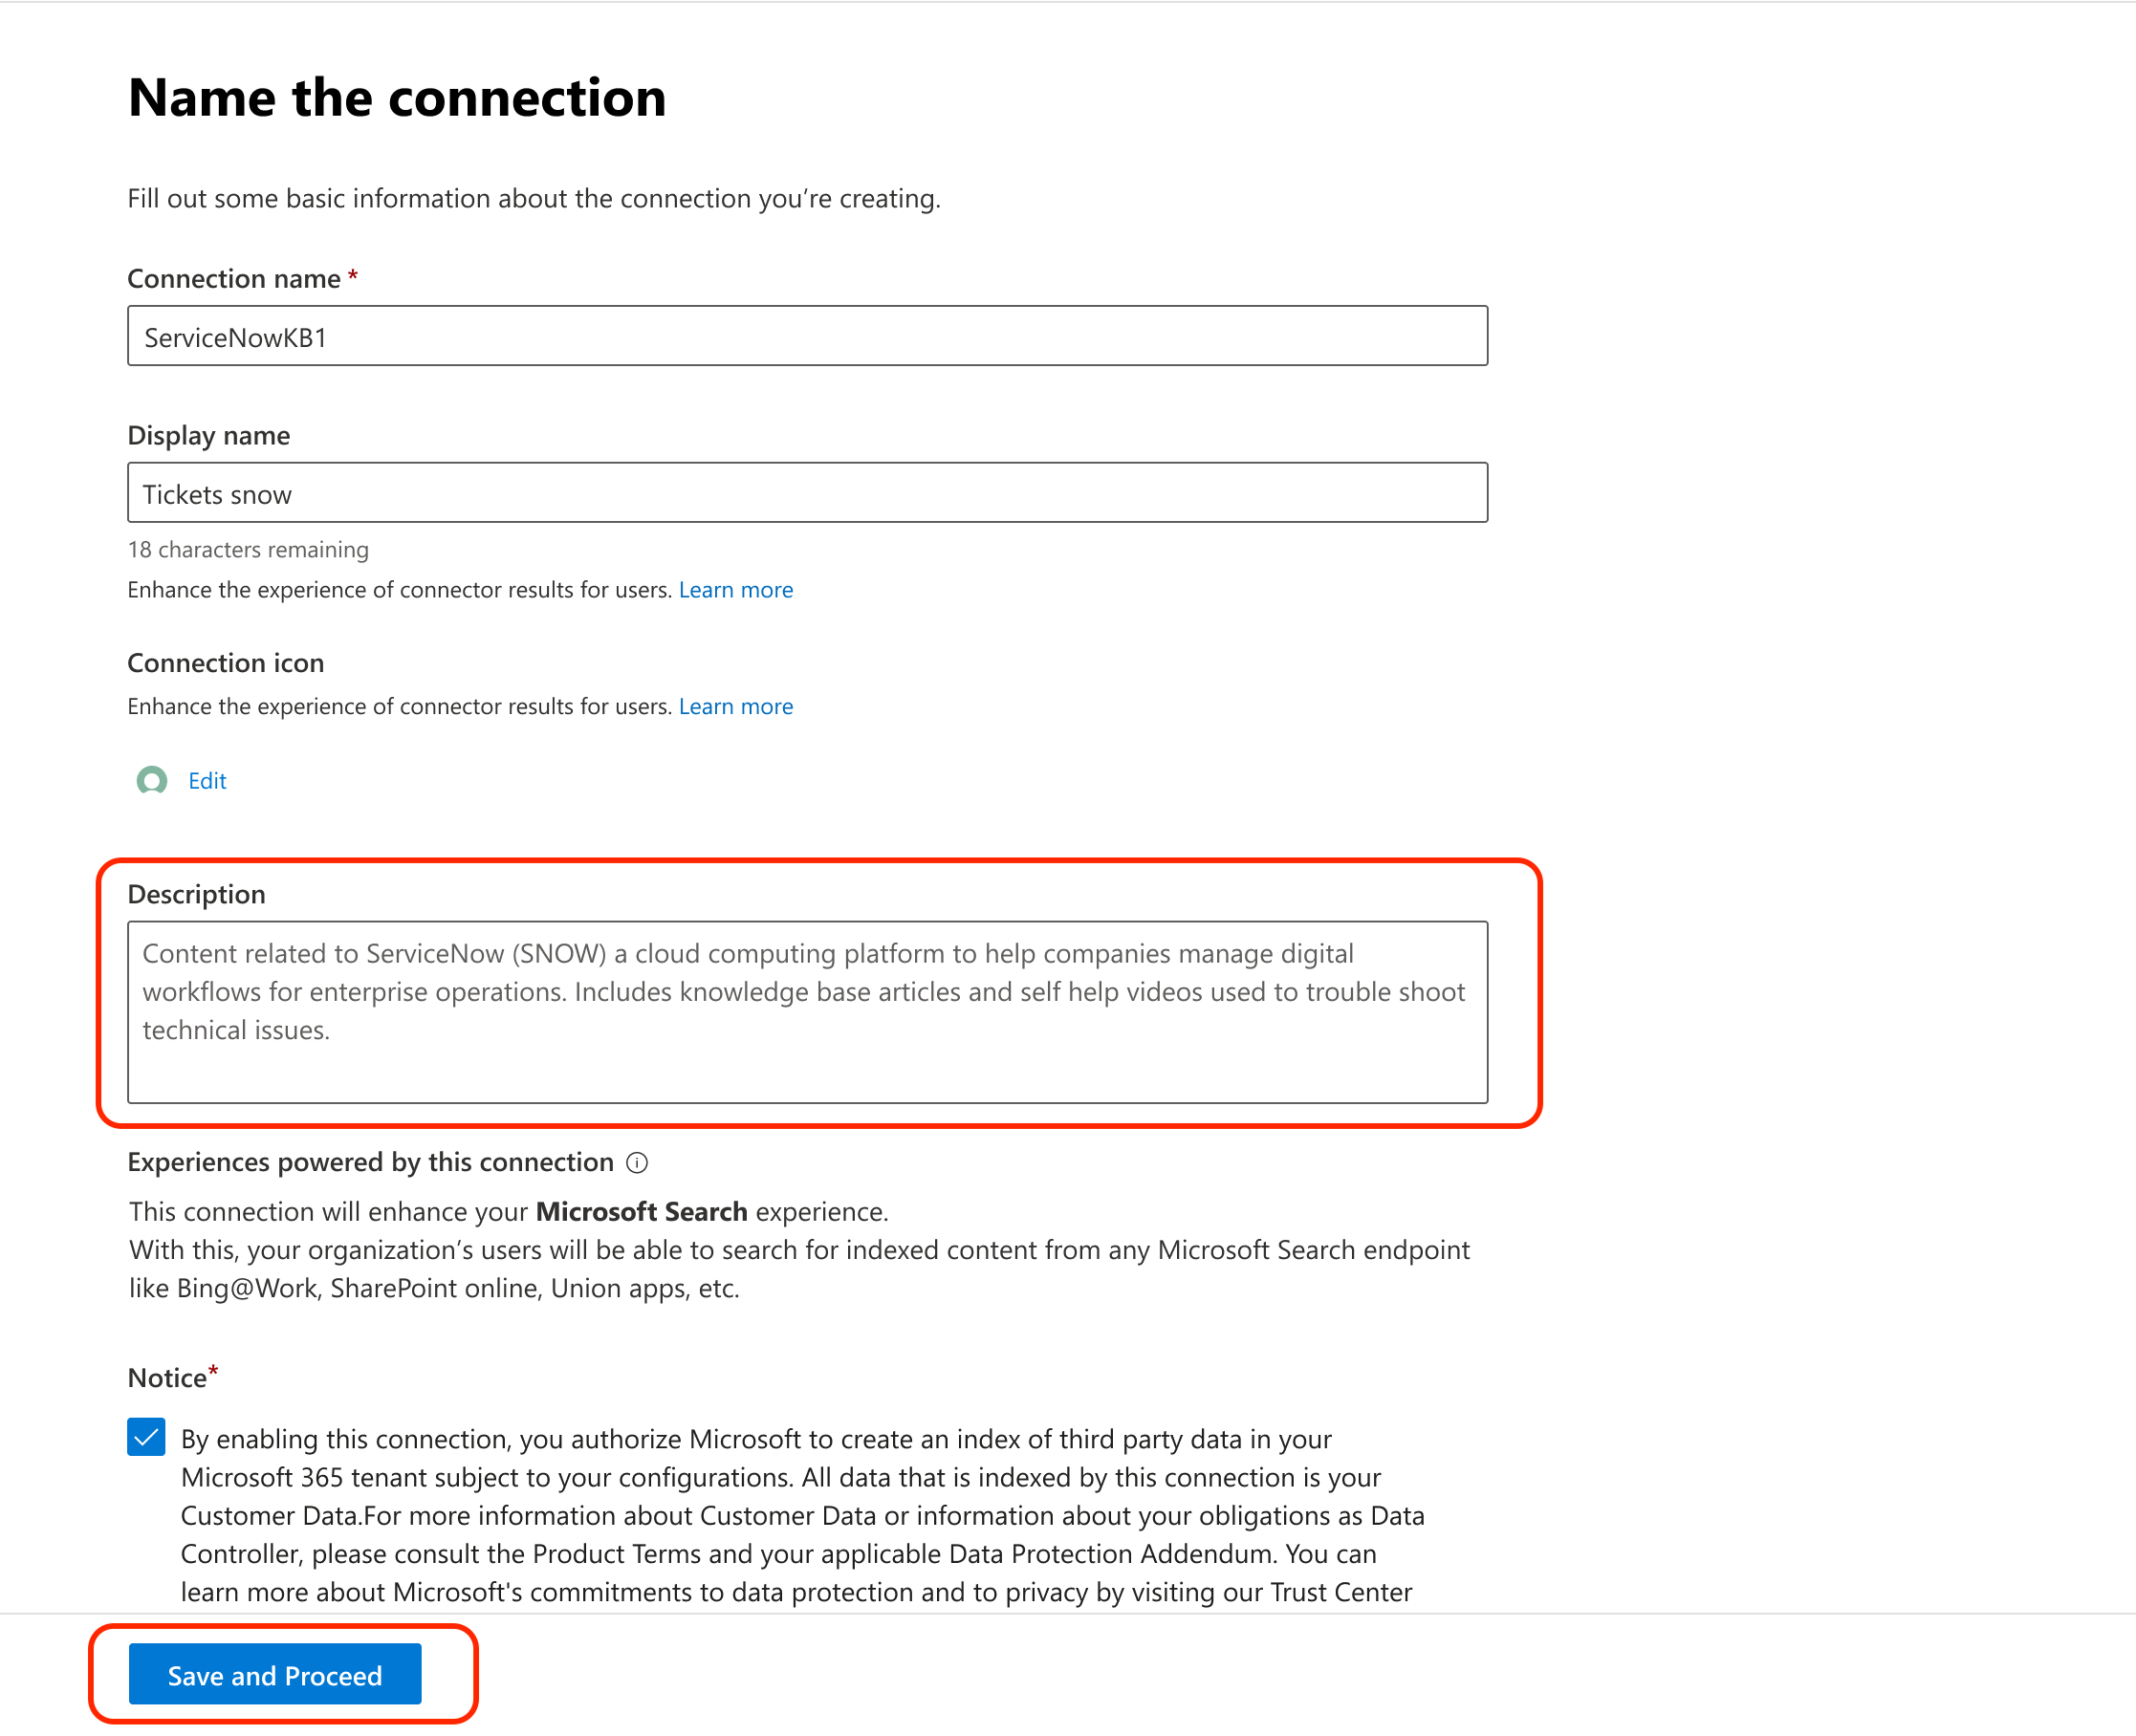 Name the connection
Fill out some basic information about the connection you’re creating.
Connection name *
ServiceNowKB1
Display name
Tickets snow
18 characters remaining
Enhance the experience of connector results for users. Learn more
Connection icon
Enhance the experience of connector results for users. Learn more
Edit
Description
Content related to ServiceNow (SNOW) a cloud computing platform to help companies manage digital
workflows for enterprise operations. Includes knowledge base articles and self help videos used to trouble shoot
technical issues.
Experiences powered by this connection
This connection will enhance your Microsoft Search experience.
With this, your organization’s users will be able to search for indexed content from any Microsoft Search endpoint
like Bing@Work, SharePoint online, Union apps, etc.
Notice*
By enabling this connection, you authorize Microsoft to create an index of third party data in your
Microsoft 365 tenant subject to your configurations. All data that is indexed by this connection is your
Customer Data.For more information about Customer Data or information about your obligations as Data
Controller, please consult the Product Terms and your applicable Data Protection Addendum. You can
learn more about Microsoft's commitments to data protection and to privacy by visiting our Trust Center
Save and Proceed